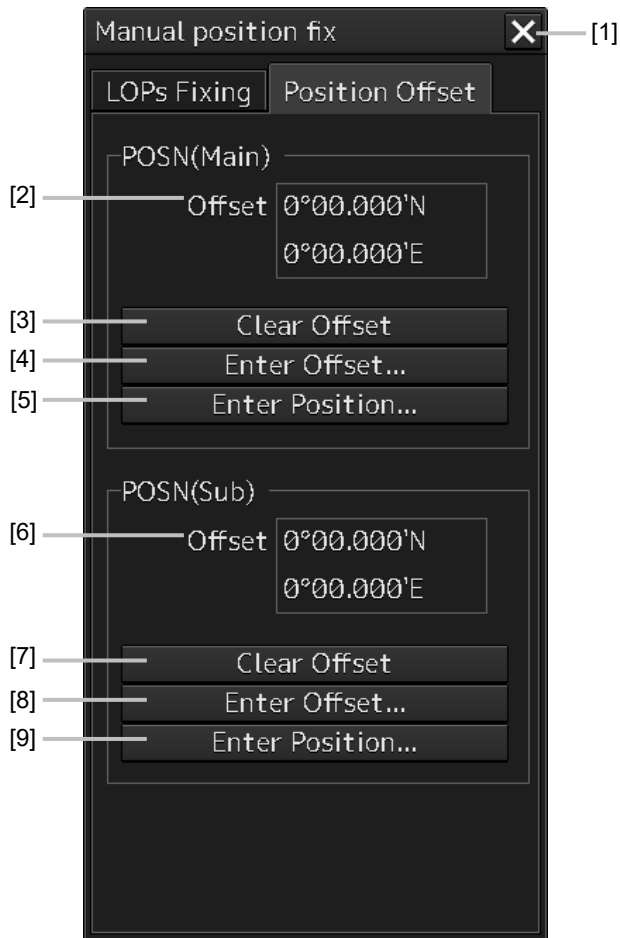 Manual position fix [1]
LOPs Fixing Position Offset
POSN(Main)
[2] Offset 0°00.000'N
0°00.000'E
[3] Clear Offset
[4] Enter Offset...
[5] Enter Position...
POSN(Sub)
[6] Offset 0°00.000'N
0°00.000'E
[7] Clear Offset
[8] Enter Offset...
[9] Enter Position...